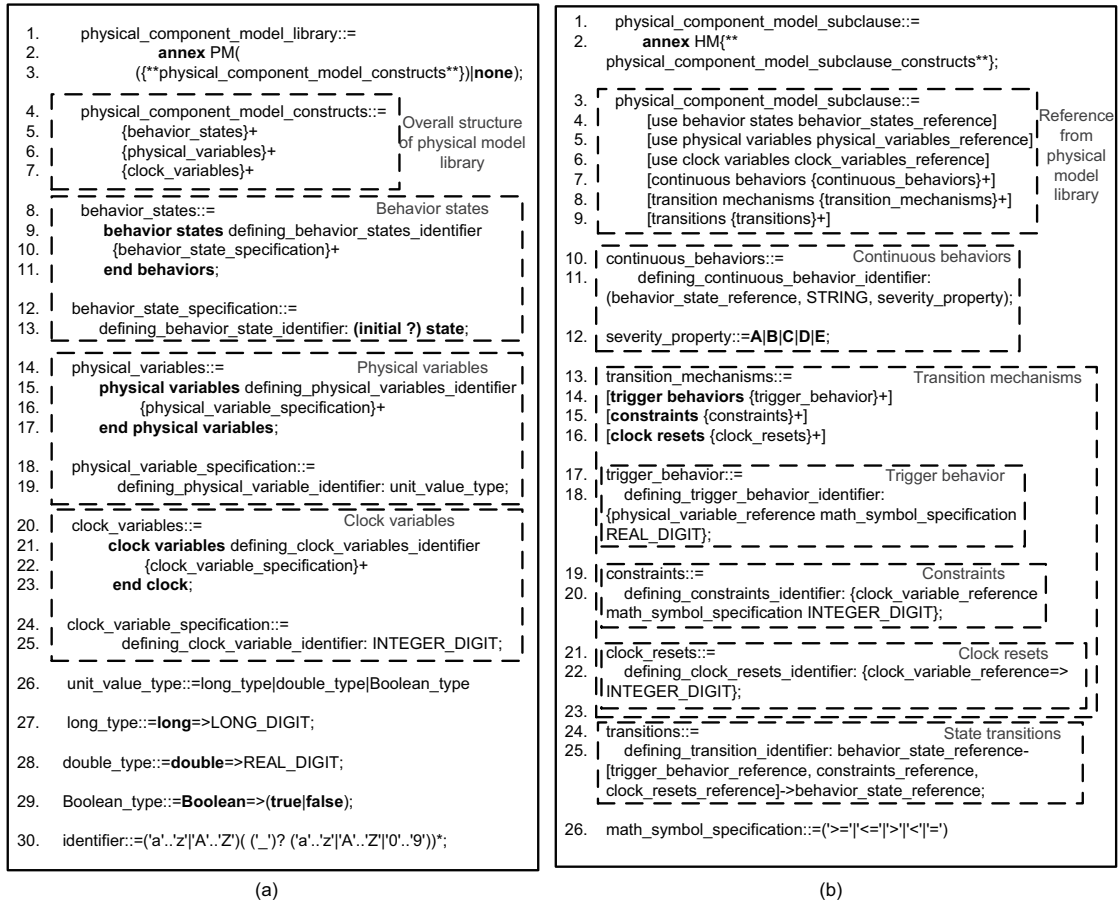 1. physical_component_model_library::=
2. annex PM(
3. ({**physical_component_model_constructs**})|none);
4. physical_component_model_constructs::=
5. {behavior_states}+
6. {physical_variables}+
7. {clock_variables}+
Overall structure
of physical model
library
8. behavior_states::=
Behavior states
9. behavior states defining_behavior_states_identifier
10. {behavior_state_specification}+
11. end behaviors;
12. behavior_state_specification::=
13. defining_behavior_state_identifier: (initial ?) state;
14. physical_variables::=
Physical variables
15. physical variables defining_physical_variables_identifier
16. {physical_variable_specification}+
17. end physical variables;
18. physical_variable_specification::=
19. defining_physical_variable_identifier: unit_value_type;
20. clock_variables::=
Clock variables
21. clock variables defining_clock_variables_identifier
22. {clock_variable_specification}+
23. end clock;
24. clock_variable_specification::=
25. defining_clock_variable_identifier: INTEGER_DIGIT;
26. unit_value_type::=long_type|double_type|Boolean_type
27. long_type::=long=>LONG_DIGIT;
28. double_type::=double=>REAL_DIGIT;
29. Boolean_type::=Boolean=>(true|false);
30. identifier::=('a'..'z'|'A'..'Z')( ('_')? ('a'..'z'|'A'..'Z'|'0'..'9'))*;
(a)
1. physical_component_model_subclause::=
2. annex HM{**
physical_component_model_subclause_constructs**};
3. physical_component_model_subclause::=
4. [use behavior states behavior_states_reference]
5. [use physical variables physical_variables_reference]
6. [use clock variables clock_variables_reference]
7. [continuous behaviors {continuous_behaviors}+]
8. [transition mechanisms {transition_mechanisms}+]
9. [transitions {transitions}+]
Reference
from
physical
model
library
10. continuous_behaviors::=
Continuous behaviors
11. defining_continuous_behavior_identifier:
(behavior_state_reference, STRING, severity_property);
12. severity_property::=A|B|C|D|E;
13. transition_mechanisms::=
Transition mechanisms
14. [trigger behaviors {trigger_behavior}+]
15. [constraints {constraints}+]
16. [clock resets {clock_resets}+]
17. trigger_behavior::=
Trigger behavior
18. defining_trigger_behavior_identifier:
{physical_variable_reference math_symbol_specification
REAL_DIGIT};
19. constraints::=
Constraints
20. defining_constraints_identifier: {clock_variable_reference
math_symbol_specification INTEGER_DIGIT};
21. clock_resets::=
Clock resets
22. defining_clock_resets_identifier: {clock_variable_reference=>
INTEGER_DIGIT};
23.
24. transitions::=
State transitions
25. defining_transition_identifier: behavior_state_reference-
[trigger_behavior_reference, constraints_reference,
clock_resets_reference]->behavior_state_reference;
26. math_symbol_specification::=('>='|'<='|'>'|'<'|'=')
(b)